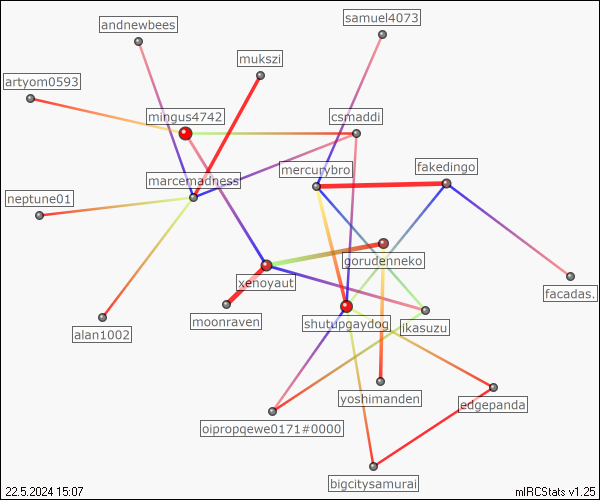 samuel4073
andnewbees
mukszi
artyom0593
mingus4742
csmaddi
fakedingo
mercurybro
marcemadness
neptune01
gorudenneko
xenoyaut
facadas.
moonraven
shutupgaydog
ikasuzu
alan1002
yoshimanden
edgepanda
oipropqewe0171#0000
bigcitysamurai
22.5.2024 15:07
mIRCStats v1.25